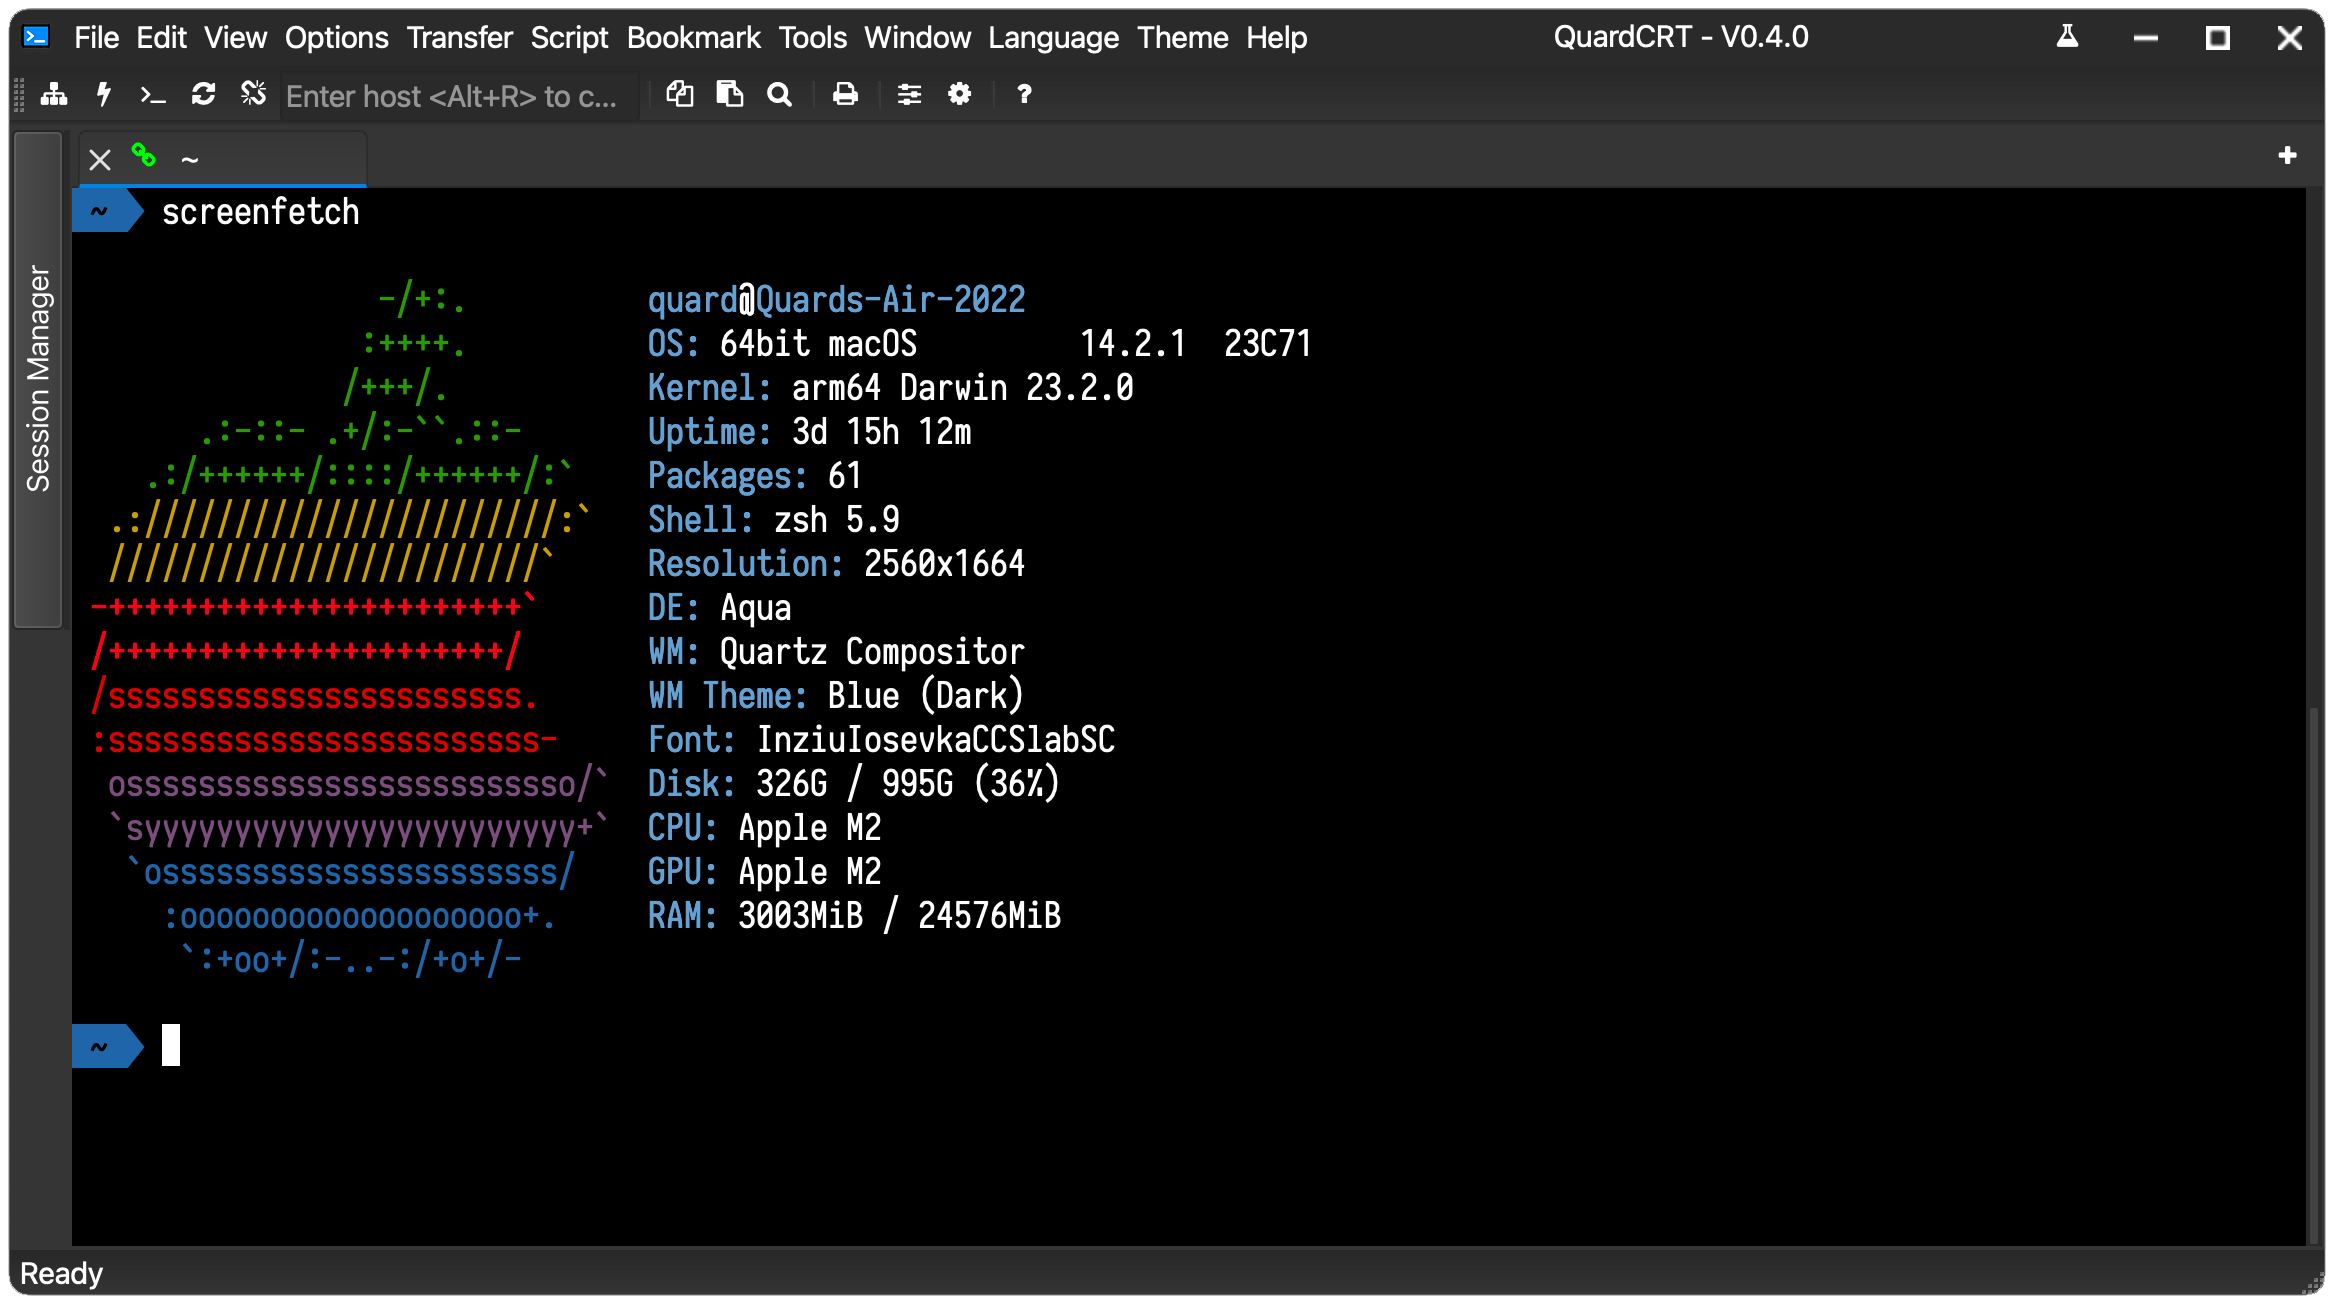 File Edit View Options Transfer Script Bookmark Tools Window Language Theme Help QuardCRT - V0.4.0
Enter host <Alt+R> to c...
Session Manager
~
~ screenfetch
-/+:. quard@Quards-Air-2022
:++++. OS: 64bit macOS 14.2.1 23C71
/+++/. Kernel: arm64 Darwin 23.2.0
.:-::- .+/:-``.::- Uptime: 3d 15h 12m
.:/++++++/::::/++++++/:` Packages: 61
.:///////////////////////:` Shell: zsh 5.9
////////////////////////` Resolution: 2560x1664
-+++++++++++++++++++++++` DE: Aqua
/++++++++++++++++++++++/ WM: Quartz Compositor
/sssssssssssssssssssssss. WM Theme: Blue (Dark)
:ssssssssssssssssssssssss- Font: InziuIosevkaCCSlabSC
osssssssssssssssssssssssso/` Disk: 326G / 995G (36%)
`syyyyyyyyyyyyyyyyyyyyyyyy+` CPU: Apple M2
`ossssssssssssssssssssss/ GPU: Apple M2
:ooooooooooooooooooo+. RAM: 3003MiB / 24576MiB
`:+oo+/:-..-:/+o+/-
~
Ready